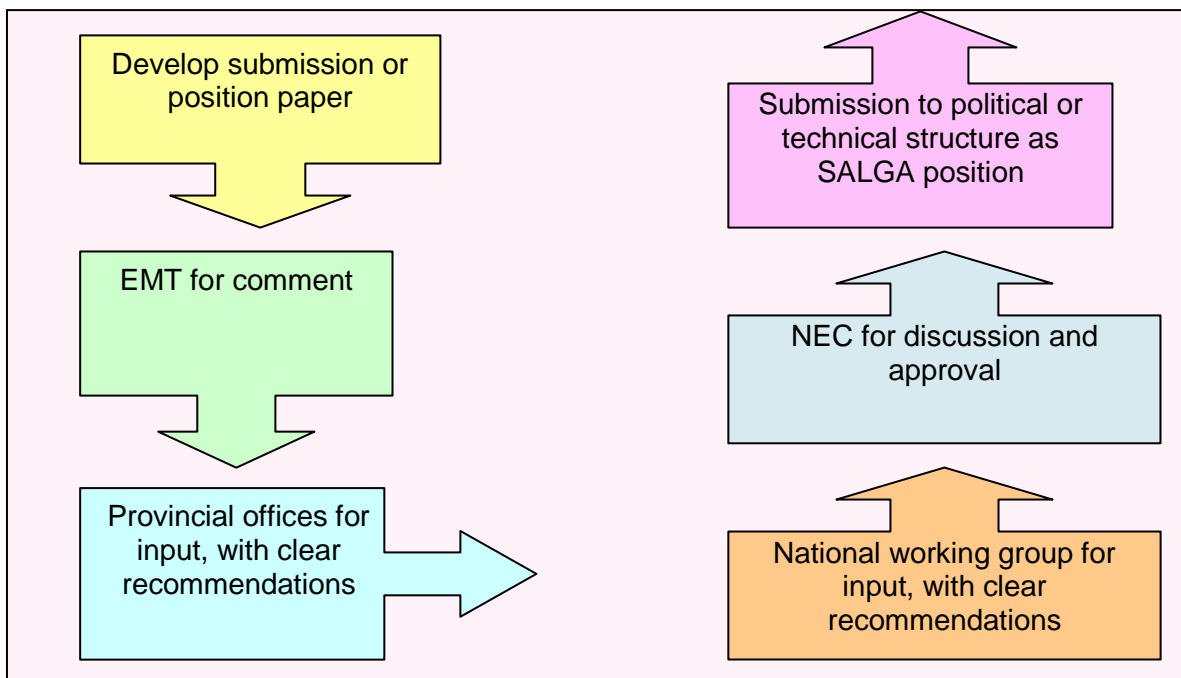 Develop submission or
position paper
EMT for comment
Provincial offices for
input, with clear
recommendations
National working group for
input, with clear
recommendations
NEC for discussion and
approval
Submission to political or
technical structure as
SALGA position